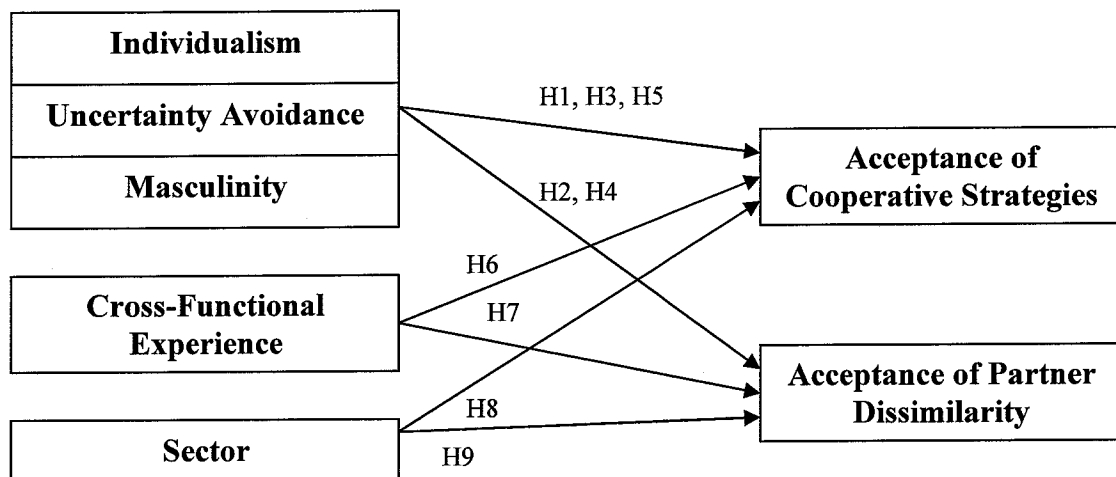 Individualism
Uncertainty Avoidance
Masculinity
Cross-Functional
Experience
Sector
H1, H3, H5
H2, H4
H6
H7
H8
H9
Acceptance of
Cooperative Strategies
Acceptance of Partner
Dissimilarity